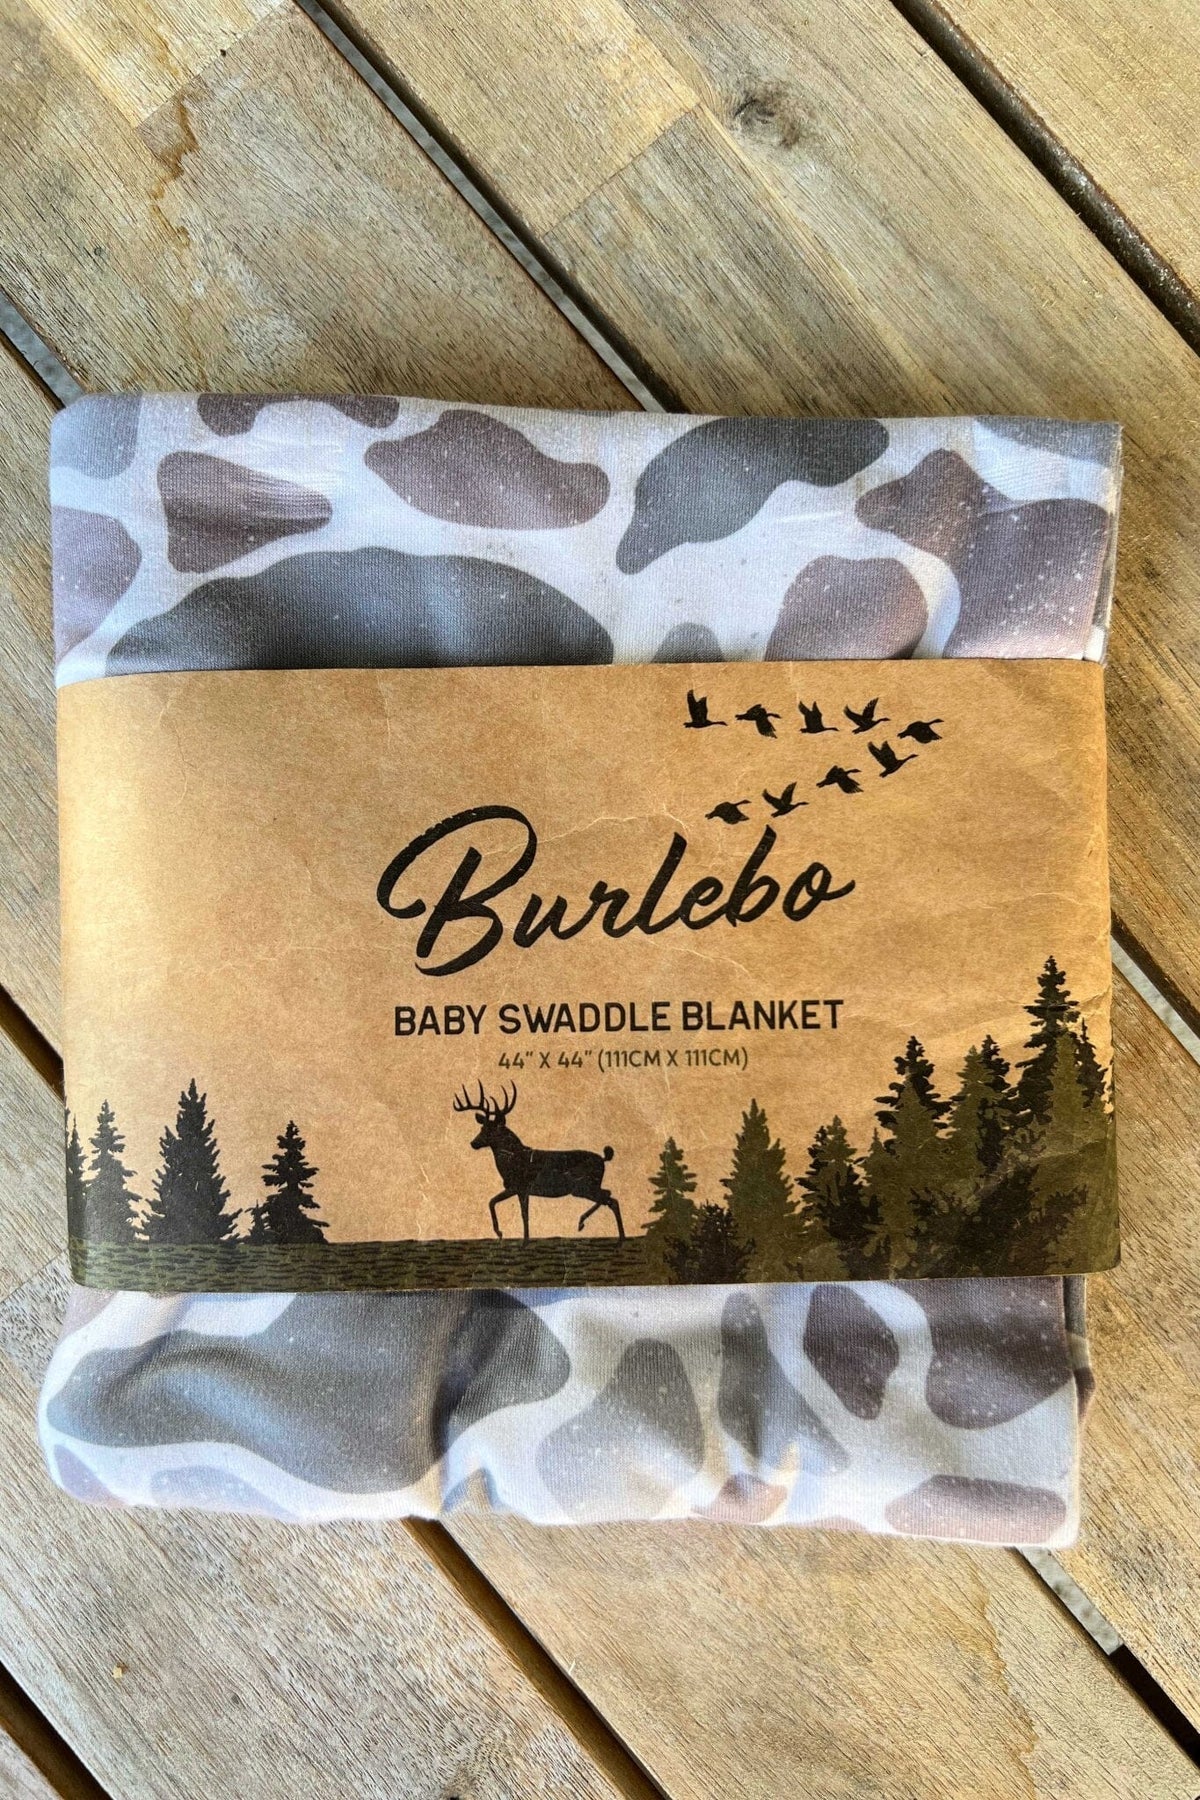 Burlebo
BABY SWADDLE BLANKET
44" X 44" (111CM X 111CM)